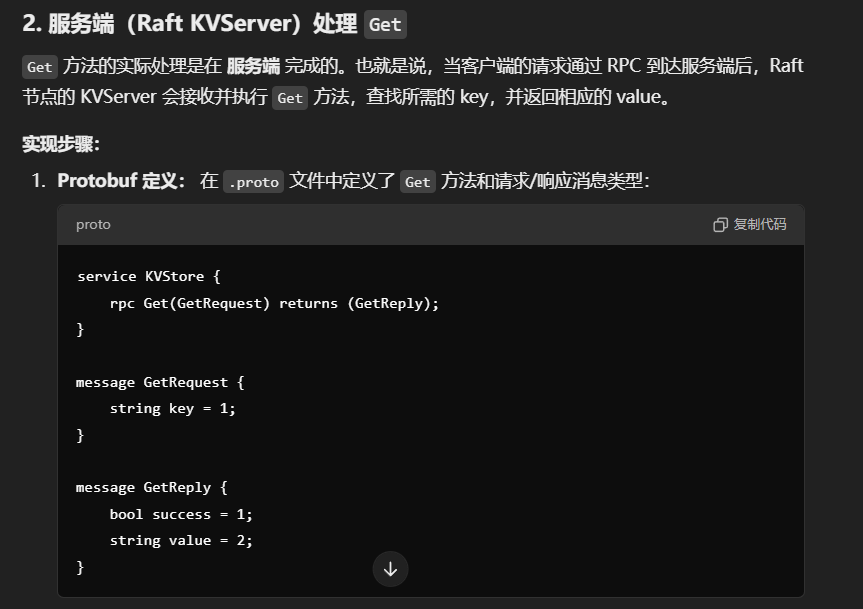 2. 服务端（Raft KVServer）处理 Get
Get 方法的实际处理是在 服务端 完成的。也就是说，当客户端的请求通过 RPC 到达服务端后，Raft
节点的 KVServer 会接收并执行 Get 方法，查找所需的 key，并返回相应的 value。
实现步骤：
1. Protobuf 定义： 在 .proto 文件中定义了 Get 方法和请求/响应消息类型：
proto 复制代码
service KVStore {
    rpc Get(GetRequest) returns (GetReply);
}
message GetRequest {
    string key = 1;
}
message GetReply {
    bool success = 1;
    string value = 2;
}